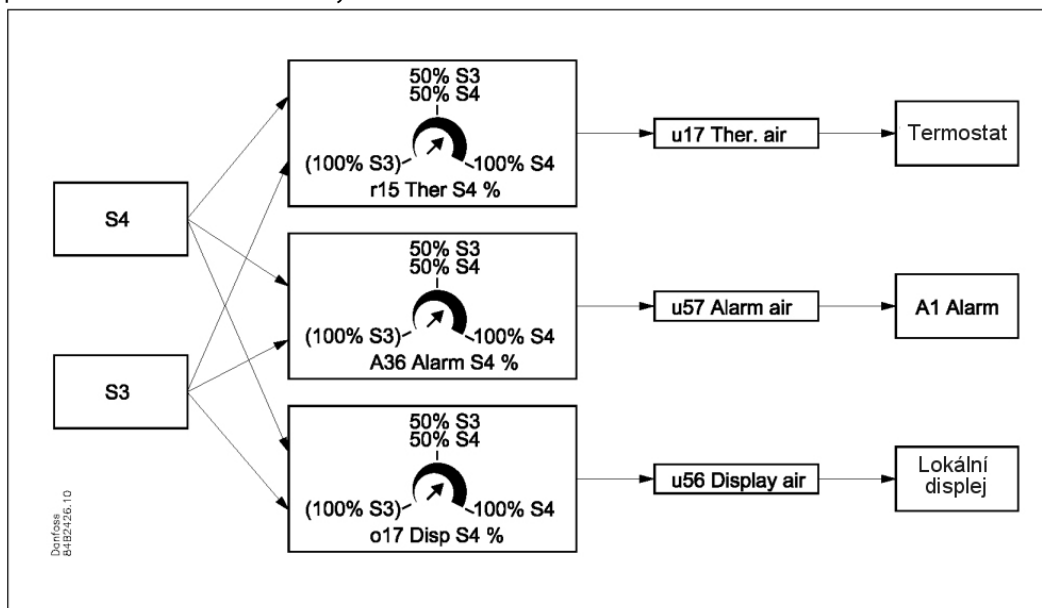 S4
S3
50% S3
50% S4
(100% S3)
100% S4
r15 Ther S4 %
50% S3
50% S4
(100% S3)
100% S4
A36 Alarm S4 %
50% S3
50% S4
(100% S3)
100% S4
o17 Disp S4 %
u17 Ther. air
u57 Alarm air
u56 Display air
Termostat
A1 Alarm
Lokální
displej
Danfoss
84B2426.10